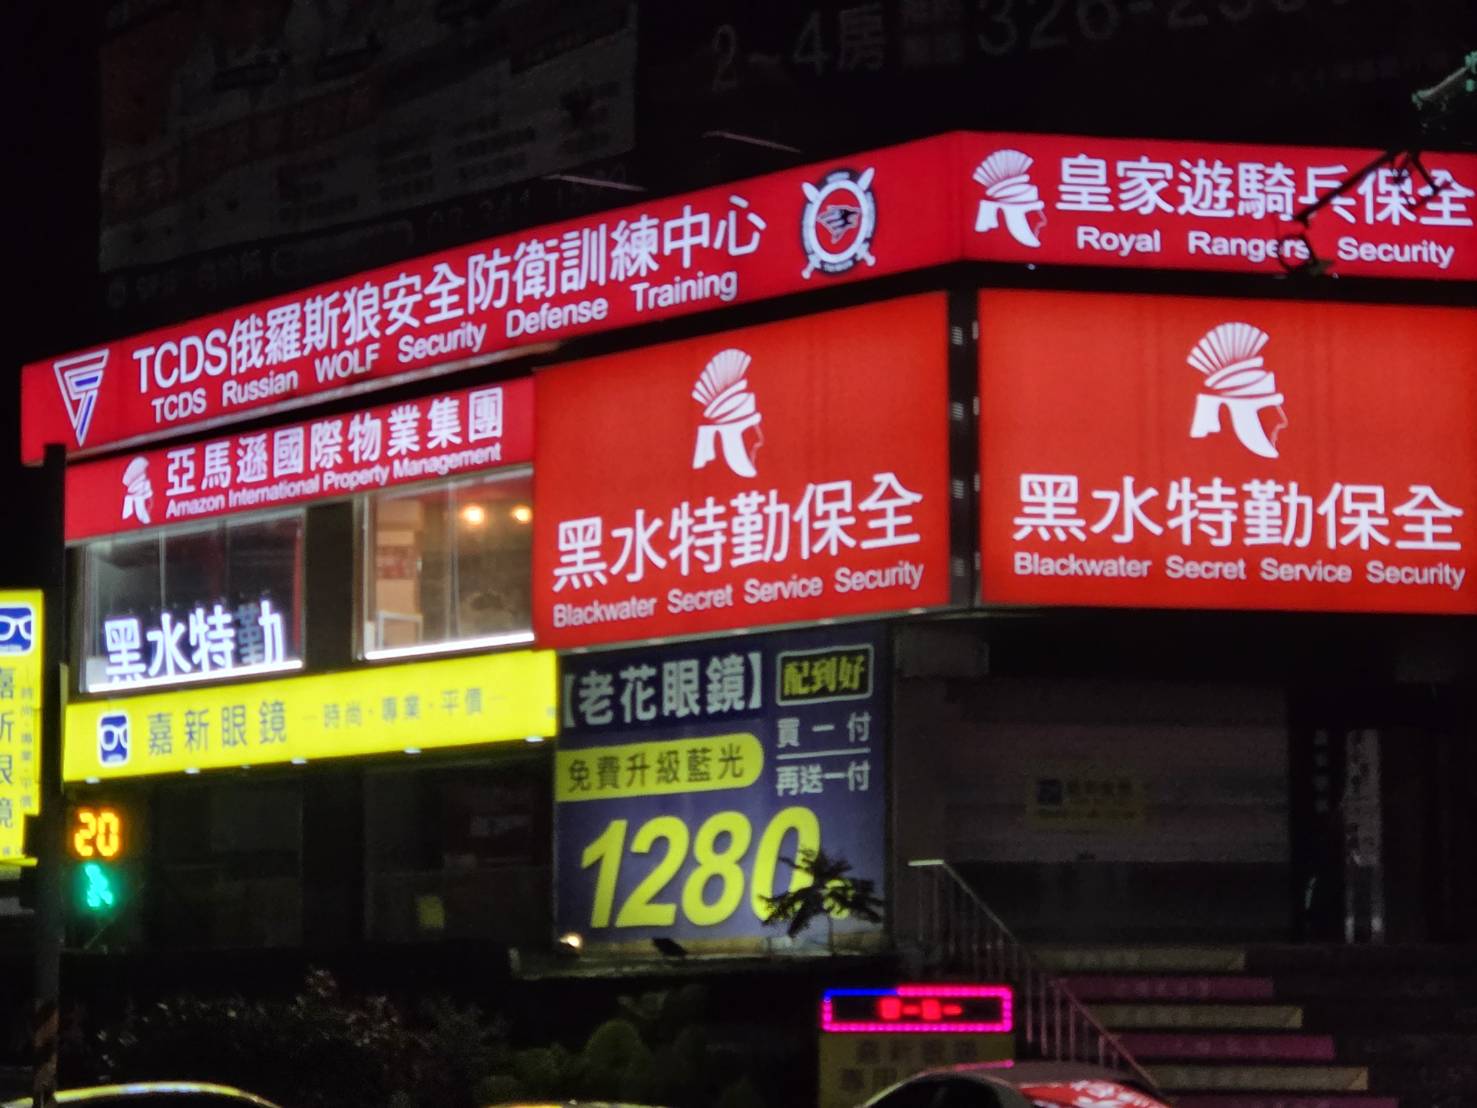 2~4房
TCDS俄羅斯狼安全防衛訓練中心
TCDS Russian WOLF Security Defense Training
皇家遊騎兵保全
Royal Rangers Security
亞馬遜國際物業集團
Amazon International Property Management
黑水特勤保全
Blackwater Secret Service Security
黑水特勤保全
Blackwater Secret Service Security
黑水特勤
嘉新眼鏡 －時尚·專業·平價－
【老花眼鏡】
配到好
免費升級藍光
買一付
再送一付
1280
20